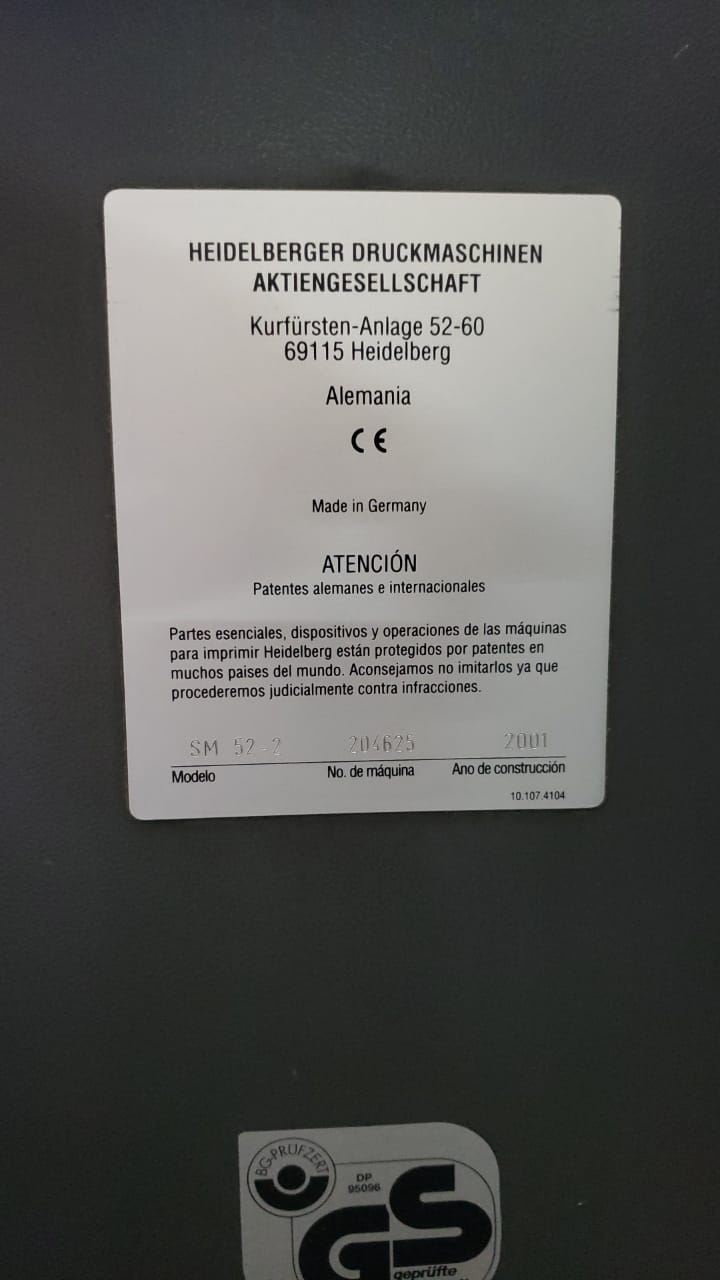 HEIDELBERGER DRUCKMASCHINEN
AKTIENGESELLSCHAFT
Kurfürsten-Anlage 52-60
69115 Heidelberg
Alemania
CE
Made in Germany
ATENCIÓN
Patentes alemanes e internacionales
Partes esenciales, dispositivos y operaciones de las máquinas
para imprimir Heidelberg están protegidos por patentes en
muchos paises del mundo. Aconsejamos no imitarlos ya que
procederemos judicialmente contra infracciones.
SM 52-2 204625 2001
Modelo No. de máquina Ano de construcción
10.107.4104
BG-PRÜFZERT
DP
95096
GS
geprüfte